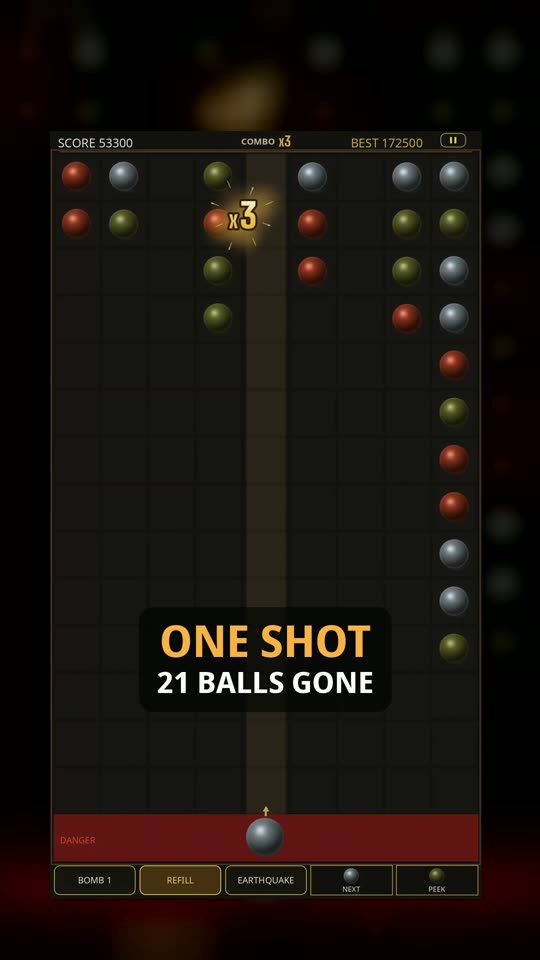 SCORE 53300
COMBO x3
BEST 172500
x3
ONE SHOT
21 BALLS GONE
DANGER
BOMB 1
REFILL
EARTHQUAKE
NEXT
PEEK